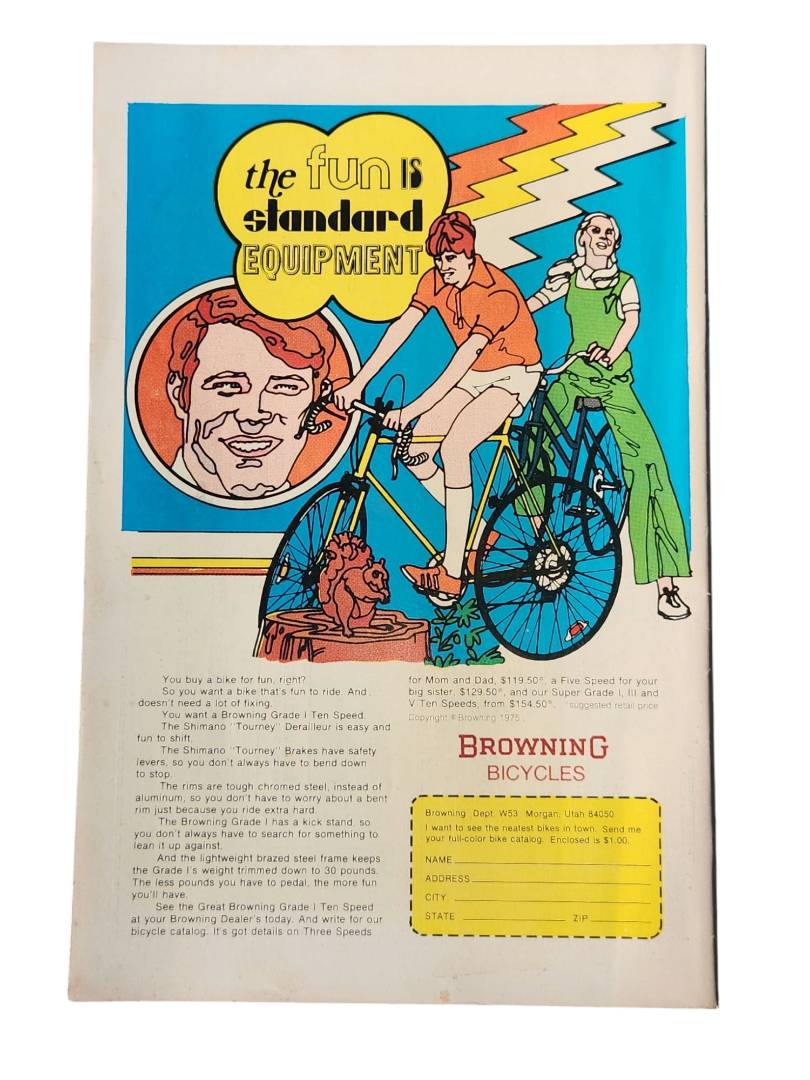 the fun is
standard
EQUIPMENT
You buy a bike for fun, right?
So you want a bike that's fun to ride. And
doesn't need a lot of fixing.
You want a Browning Grade I Ten Speed.
The Shimano "Tourney" Derailleur is easy and
fun to shift.
The Shimano "Tourney" Brakes have safety
levers, so you don't always have to bend down
to stop.
The rims are tough chromed steel, instead of
aluminum, so you don't have to worry about a bent
rim just because you ride extra hard.
The Browning Grade I has a kick stand, so
you don't always have to search for something to
lean it up against.
And the lightweight brazed steel frame keeps
the Grade I's weight trimmed down to 30 pounds.
The less pounds you have to pedal, the more fun
you'll have.
See the Great Browning Grade I Ten Speed
at your Browning Dealer's today. And write for our
bicycle catalog. It's got details on Three Speeds
for Mom and Dad, $119.50*, a Five Speed for your
big sister, $129.50*, and our Super Grade I, III and
V Ten Speeds, from $154.50*. *suggested retail price
Copyright © Browning 1975.
BROWNING
BICYCLES
Browning Dept. W53 Morgan, Utah 84050
I want to see the neatest bikes in town. Send me
your full-color bike catalog. Enclosed is $1.00.
NAME
ADDRESS
CITY
STATE ZIP